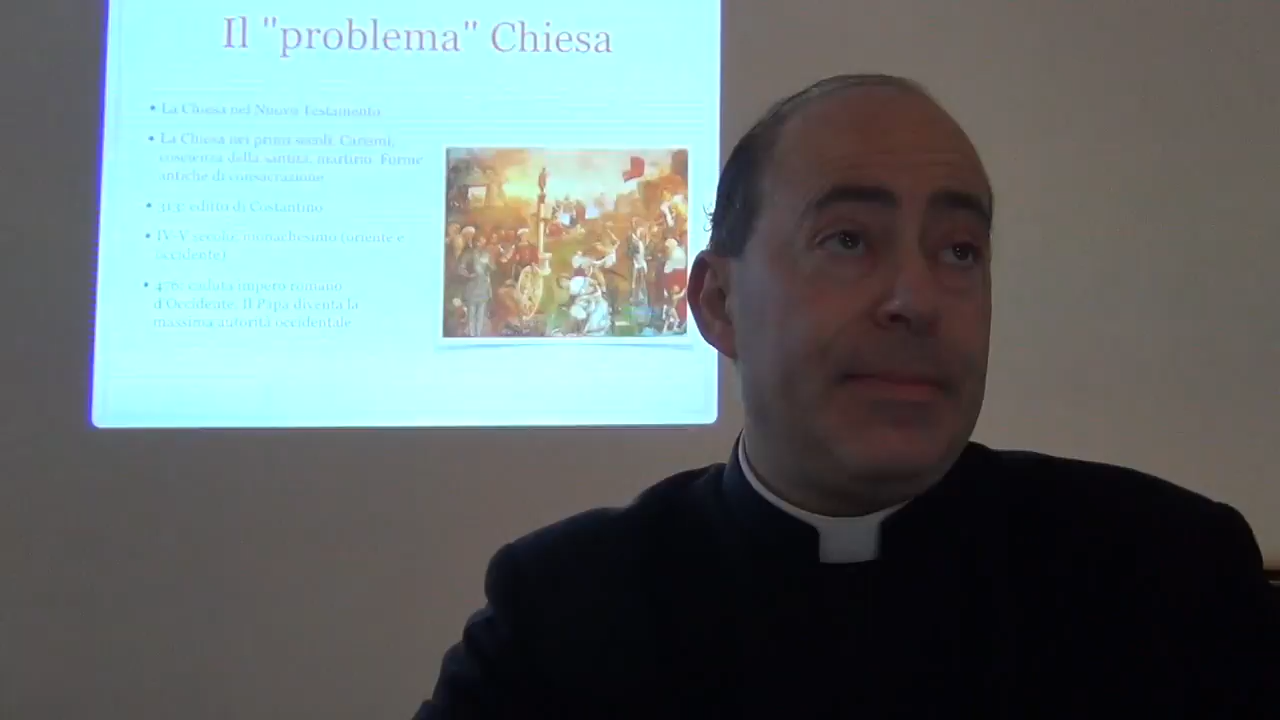 Il "problema" Chiesa
• La Chiesa nel Nuovo Testamento
• La Chiesa nei primi secoli. Carismi,
coscienza della santità, martirio. Forme
antiche di consacrazione
• 313: editto di Costantino
• IV-V secolo: monachesimo (oriente e
occidente)
• 476: caduta impero romano
d'Occidente. Il Papa diventa la
massima autorità occidentale